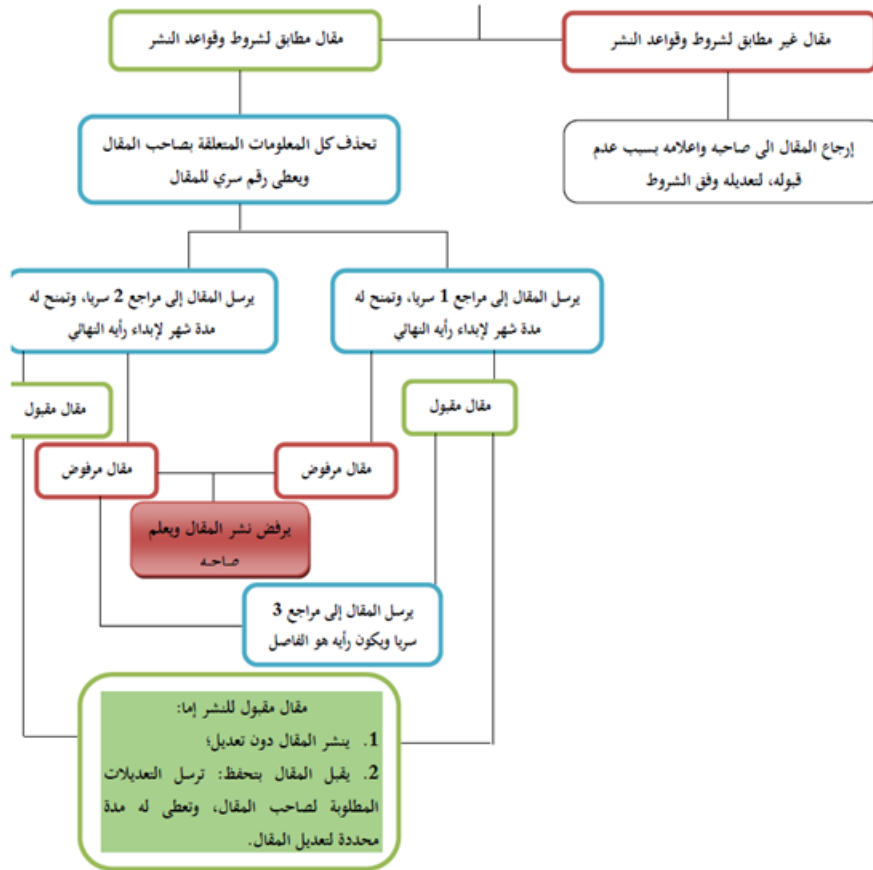 مقال غير مطابق لشروط وقواعد النشر
مقال مطابق لشروط وقواعد النشر
إرجاع المقال الى صاحبه واعلامه بسبب عدم
قبوله، لتعديله وفق الشروط
تحذف كل المعلومات المتعلقة بصاحب المقال
ويعطى رقم سري للمقال
يرسل المقال إلى مراجع 1 سريا، وتمنح له
مدة شهر لإبداء رأيه النهائي
يرسل المقال إلى مراجع 2 سريا، وتمنح له
مدة شهر لإبداء رأيه النهائي
مقال مقبول
مقال مقبول
مقال مرفوض
مقال مرفوض
يرفض نشر المقال ويعلم
صاحبه
يرسل المقال إلى مراجع 3
سريا ويكون رأيه هو الفاصل
مقال مقبول للنشر إما:
1. ينشر المقال دون تعديل؛
2. يقبل المقال بتحفظ: ترسل التعديلات
المطلوبة لصاحب المقال، وتعطى له مدة
محددة لتعديل المقال.